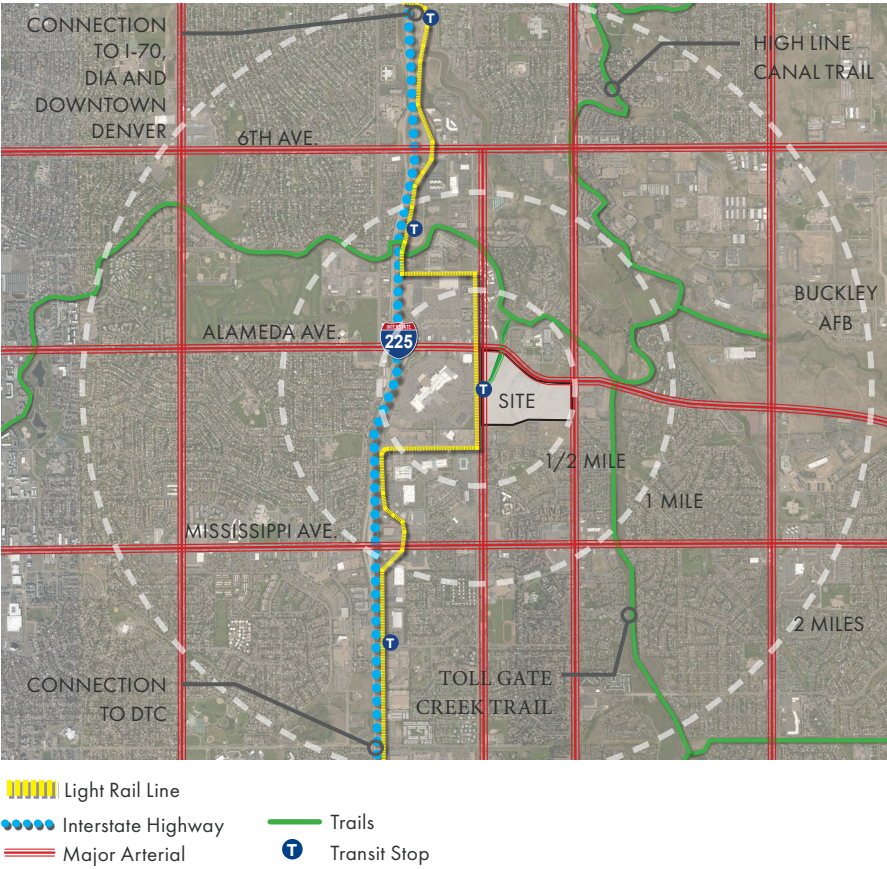 CONNECTION
TO I-70,
DIA AND
DOWNTOWN
DENVER
T
HIGH LINE
CANAL TRAIL
6TH AVE.
T
BUCKLEY
AFB
ALAMEDA AVE.
INTERSTATE
225
T
SITE
1/2 MILE
1 MILE
MISSISSIPPI AVE.
2 MILES
T
CONNECTION
TO DTC
TOLL GATE
CREEK TRAIL
Light Rail Line
Interstate Highway
Trails
Major Arterial
T
Transit Stop